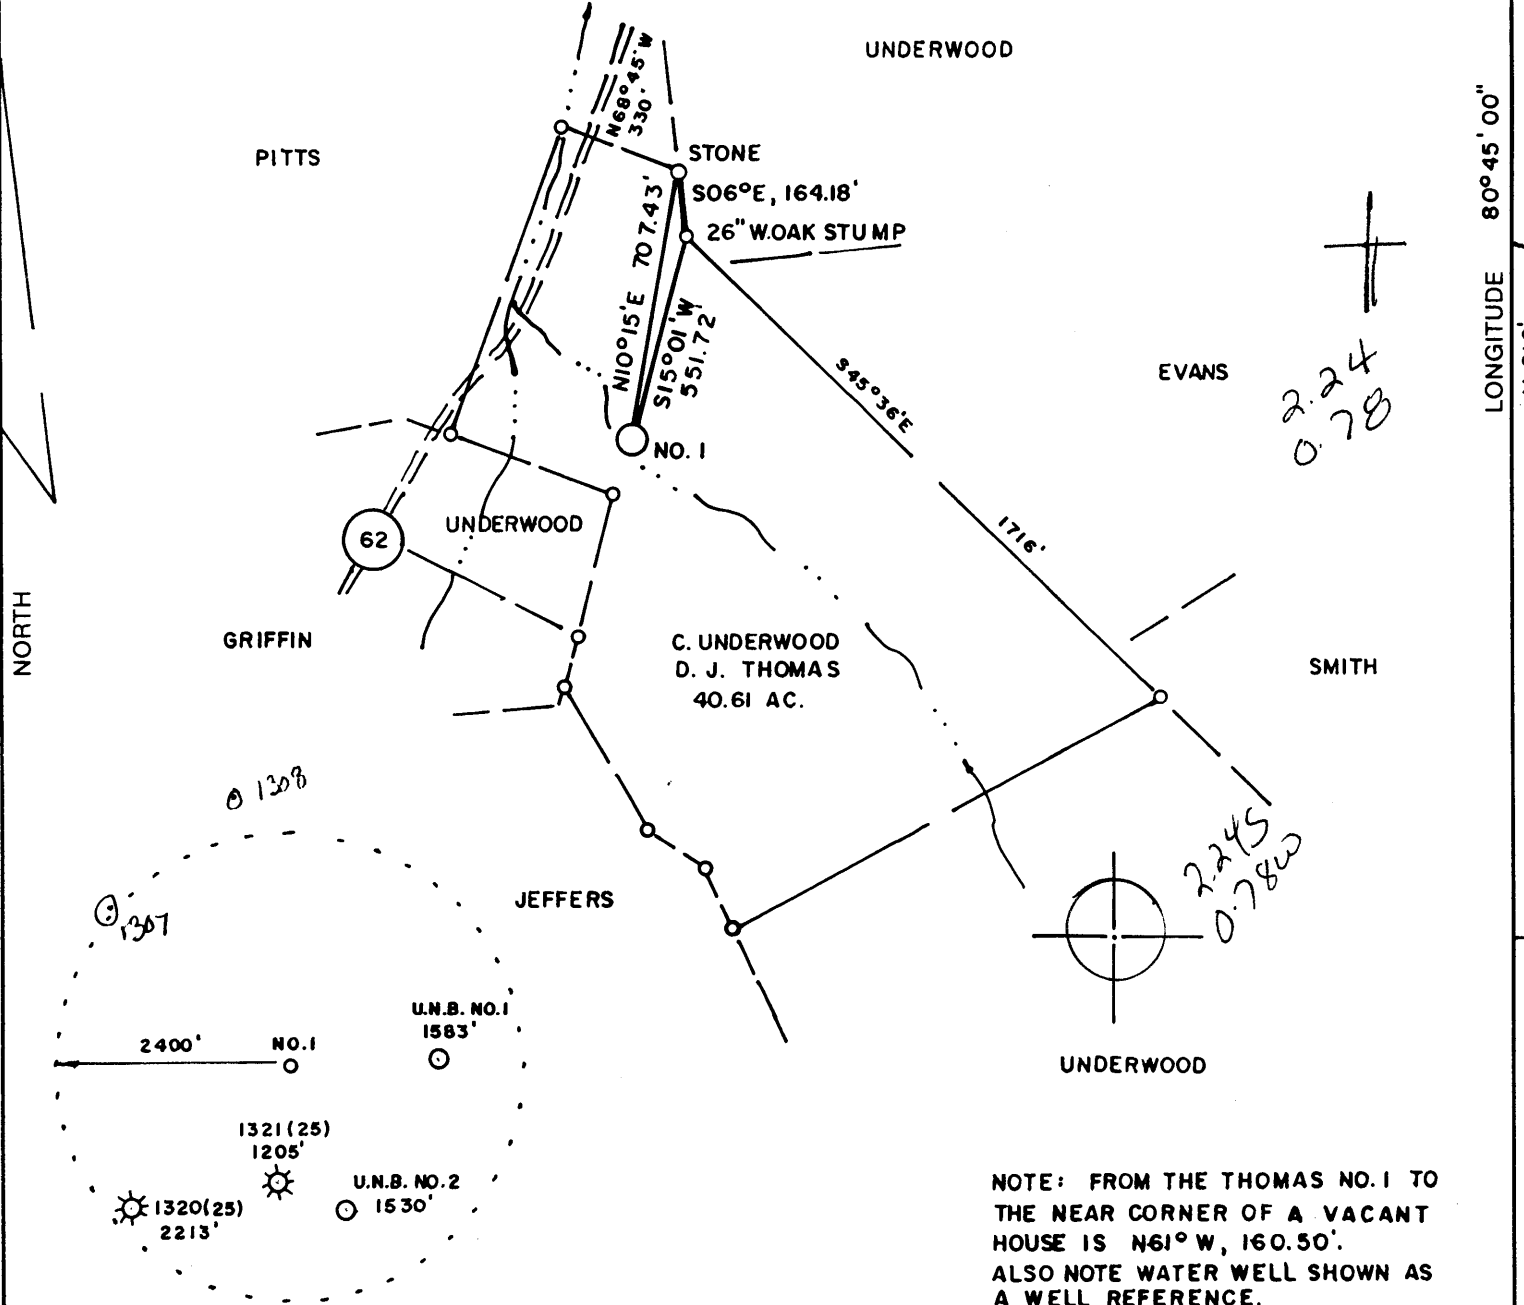 UNDERWOOD
N68°45'W
330'
PITTS
STONE
S06°E, 164.18'
26" W.OAK STUMP
N10°15'E 707.43'
S15°01'W
551.72'
LONGITUDE 80°45'00"
EVANS
2.24
0.78
S45°36'E
NO. 1
1716'
62
UNDERWOOD
NORTH
GRIFFIN
C. UNDERWOOD
D. J. THOMAS
40.61 AC.
SMITH
1308
1307
JEFFERS
2.24S
0.78W
U.N.B. NO.1
1583'
2400'
NO.1
UNDERWOOD
1321(25)
1205'
U.N.B. NO.2
1530'
1320(25)
2213'
NOTE: FROM THE THOMAS NO. 1 TO
THE NEAR CORNER OF A VACANT
HOUSE IS N61°W, 160.50'.
ALSO NOTE WATER WELL SHOWN AS
A WELL REFERENCE.